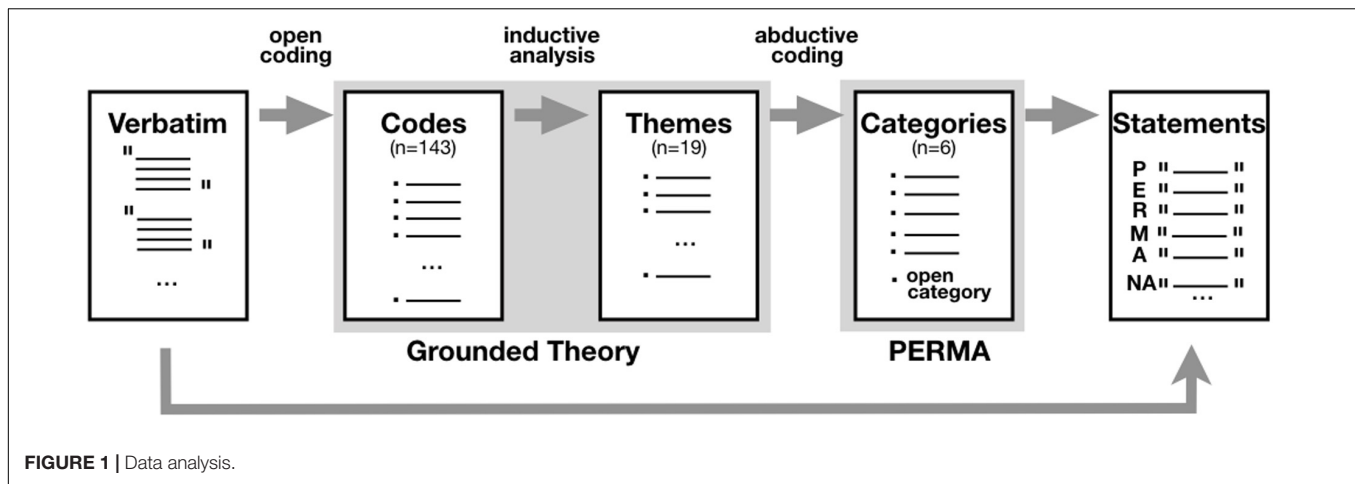 open
coding
inductive
analysis
abductive
coding
Verbatim
"
"
"
"
...
Codes
(n=143)
...
Themes
(n=19)
...
Categories
(n=6)
open
category
Statements
P " "
E " "
R " "
M " "
A " "
NA " "
...
Grounded Theory
PERMA
FIGURE 1 | Data analysis.